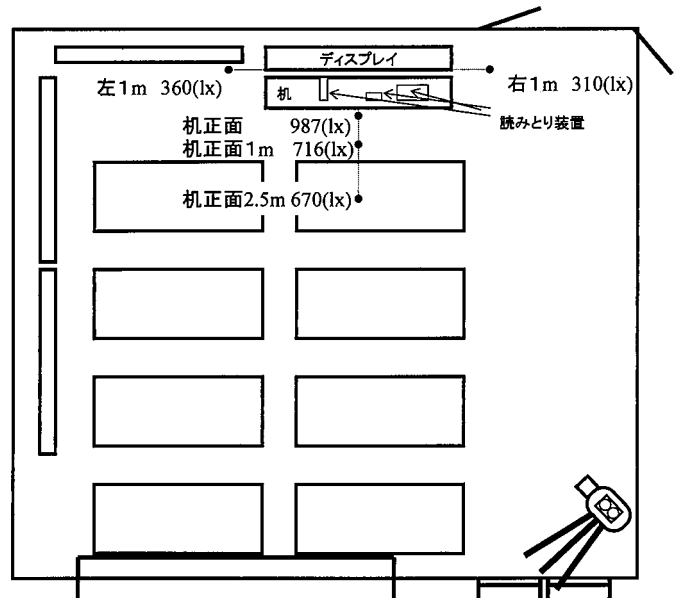 ディスプレイ
左1m 360(lx)
右1m 310(lx)
机
読みとり装置
机正面 987(lx)
机正面1m 716(lx)
机正面2.5m 670(lx)